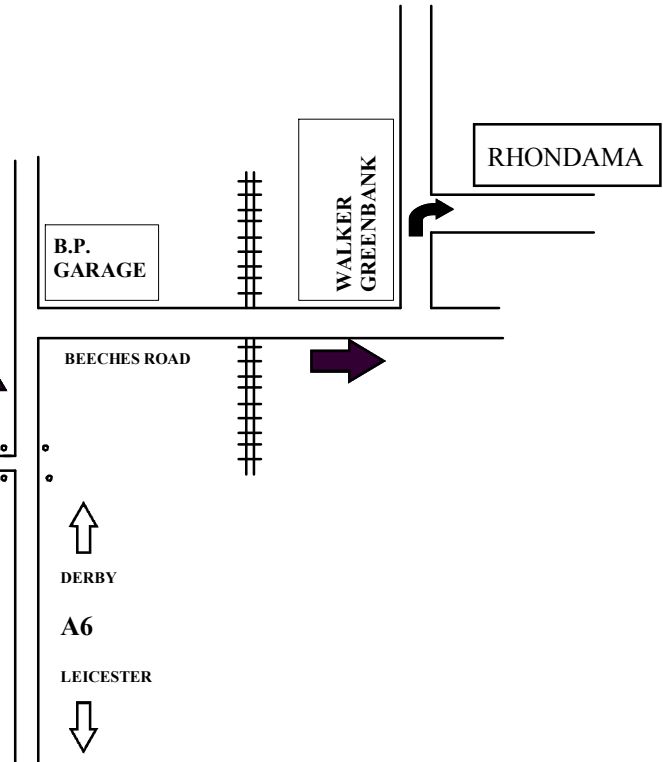 RHONDAMA
WALKER
GREENBANK
B.P.
GARAGE
BEECHES ROAD
DERBY
A6
LEICESTER